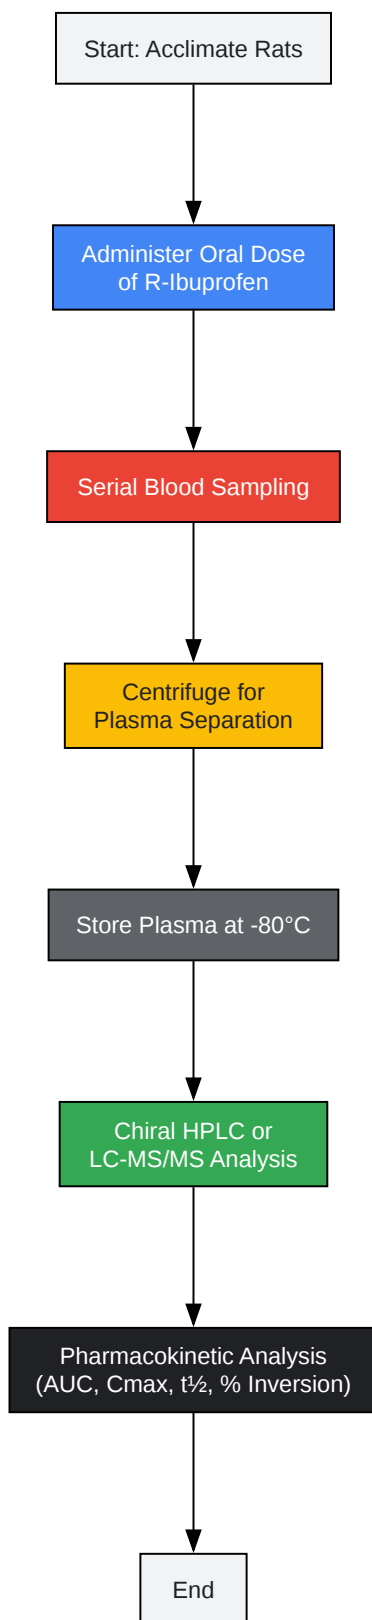 Start: Acclimate Rats
Administer Oral Dose
of R-Ibuprofen
Serial Blood Sampling
Centrifuge for
Plasma Separation
Store Plasma at -80°C
Chiral HPLC or
LC-MS/MS Analysis
Pharmacokinetic Analysis
(AUC, Cmax, t½, % Inversion)
End